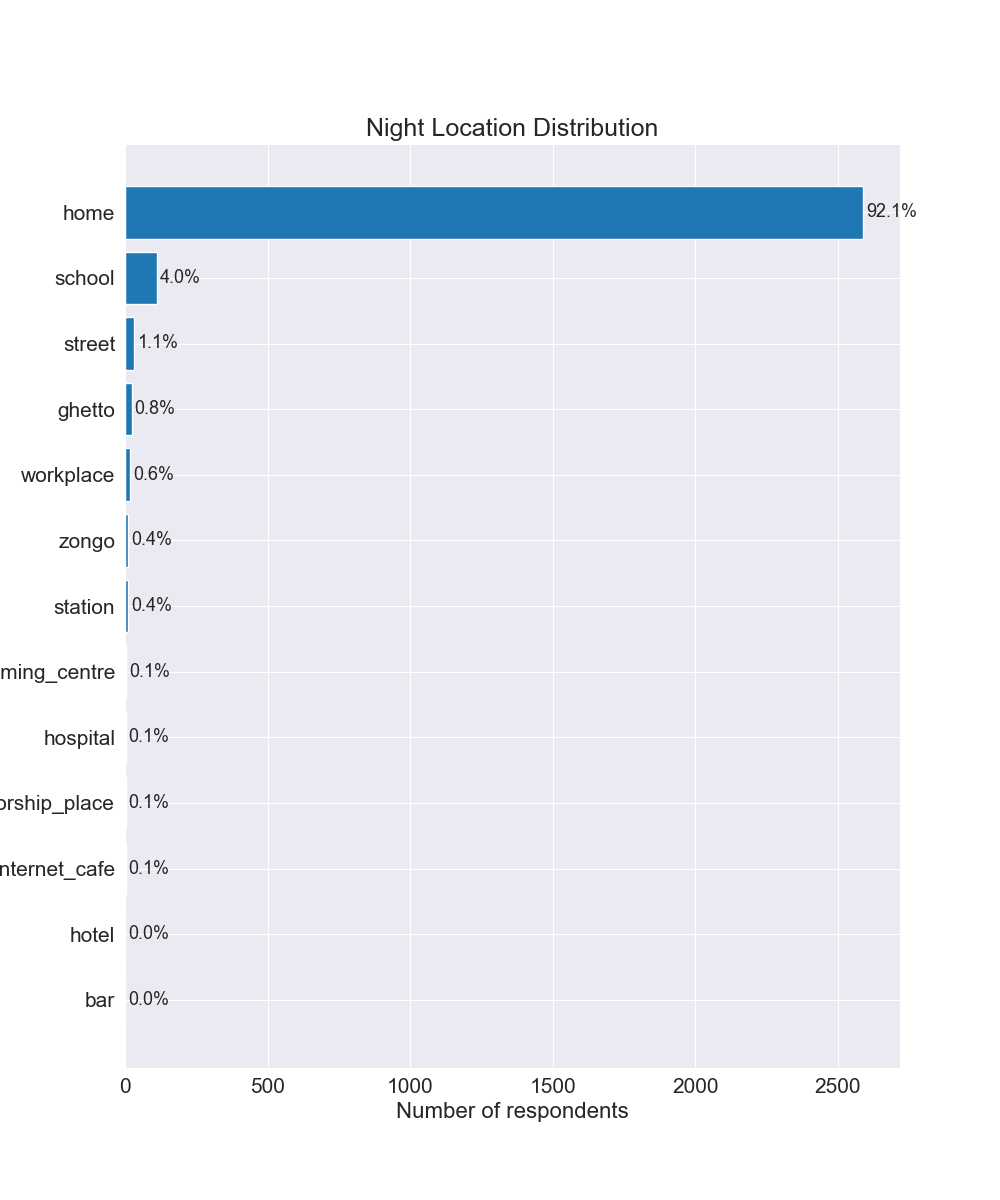 Night Location Distribution
home 92.1%
school 4.0%
street 1.1%
ghetto 0.8%
workplace 0.6%
zongo 0.4%
station 0.4%
ming_centre 0.1%
hospital 0.1%
orship_place 0.1%
nternet_cafe 0.1%
hotel 0.0%
bar 0.0%
0 500 1000 1500 2000 2500
Number of respondents